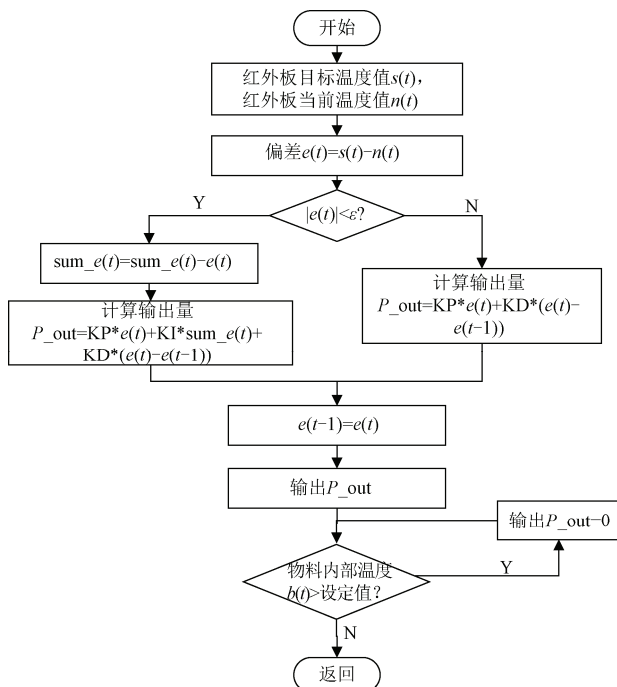 开始
红外板目标温度值s(t),
红外板当前温度值n(t)
偏差e(t)=s(t)−n(t)
|e(t)|<ε?
Y
N
sum_e(t)=sum_e(t)−e(t)
计算输出量
P_out=KP*e(t)+KI*sum_e(t)+
KD*(e(t)−e(t−1))
计算输出量
P_out=KP*e(t)+KD*(e(t)−
e(t−1))
e(t−1)=e(t)
输出P_out
输出P_out−0
物料内部温度
b(t)>设定值?
Y
N
返回